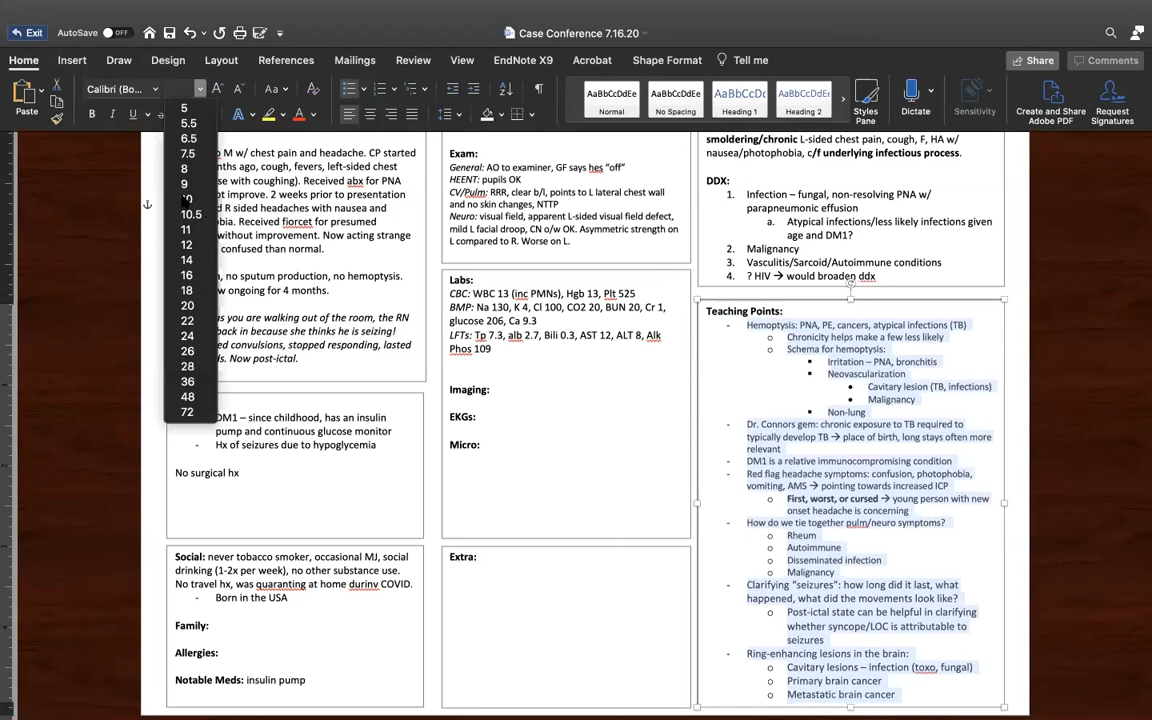 Exit
AutoSave
OFF
Case Conference 7.16.20
Home
Insert
Draw
Design
Layout
References
Mailings
Review
View
EndNote X9
Acrobat
Shape Format
Tell me
Share
Comments
Paste
Calibri (Bo...
AaBbCcDdEe
Normal
AaBbCcDdEe
No Spacing
AaBbCcDc
Heading 1
AaBbCcDdEe
Heading 2
Styles
Pane
Dictate
Sensitivity
Create and Share
Adobe PDF
Request
Signatures
5
5.5
6.5
7.5
8
9
10
10.5
11
12
14
16
18
20
22
24
26
28
36
48
72
M w/ chest pain and headache. CP started
ago, cough, fevers, left-sided chest
with coughing). Received abx for PNA
not improve. 2 weeks prior to presentation
R sided headaches with nausea and
Received fiorcet for presumed
without improvement. Now acting strange
confused than normal.
no sputum production, no hemoptysis.
ongoing for 4 months.
you are walking out of the room, the RN
back in because she thinks he is seizing!
convulsions, stopped responding, lasted
Now post-ictal.
DM1 – since childhood, has an insulin
pump and continuous glucose monitor
- Hx of seizures due to hypoglycemia
No surgical hx
Social: never tobacco smoker, occasional MJ, social
drinking (1-2x per week), no other substance use.
No travel hx, was quaranting at home durinv COVID.
- Born in the USA
Family:
Allergies:
Notable Meds: insulin pump
Exam:
General: AO to examiner, GF says hes “off”
HEENT: pupils OK
CV/Pulm: RRR, clear b/l, points to L lateral chest wall
and no skin changes, NTTP
Neuro: visual field, apparent L-sided visual field defect,
mild L facial droop, CN o/w OK. Asymmetric strength on
L compared to R. Worse on L.
Labs:
CBC: WBC 13 (inc PMNs), Hgb 13, Plt 525
BMP: Na 130, K 4, Cl 100, CO2 20, BUN 20, Cr 1,
glucose 206, Ca 9.3
LFTs: Tp 7.3, alb 2.7, Bili 0.3, AST 12, ALT 8, Alk
Phos 109
Imaging:
EKGs:
Micro:
Extra:
smoldering/chronic L-sided chest pain, cough, F, HA w/
nausea/photophobia, c/f underlying infectious process.
DDX:
1. Infection – fungal, non-resolving PNA w/
parapneumonic effusion
a. Atypical infections/less likely infections given
age and DM1?
2. Malignancy
3. Vasculitis/Sarcoid/Autoimmune conditions
4. ? HIV → would broaden ddx
Teaching Points:
- Hemoptysis: PNA, PE, cancers, atypical infections (TB)
o Chronicity helps make a few less likely
o Schema for hemoptysis:
▪ Irritation – PNA, bronchitis
▪ Neovascularization
• Cavitary lesion (TB, infections)
• Malignancy
▪ Non-lung
- Dr. Connors gem: chronic exposure to TB required to
typically develop TB → place of birth, long stays often more
relevant
- DM1 is a relative immunocompromising condition
- Red flag headache symptoms: confusion, photophobia,
vomiting, AMS → pointing towards increased ICP
o First, worst, or cursed → young person with new
onset headache is concerning
- How do we tie together pulm/neuro symptoms?
o Rheum
o Autoimmune
o Disseminated infection
o Malignancy
- Clarifying “seizures”: how long did it last, what
happened, what did the movements look like?
o Post-ictal state can be helpful in clarifying
whether syncope/LOC is attributable to
seizures
- Ring-enhancing lesions in the brain:
o Cavitary lesions – infection (toxo, fungal)
o Primary brain cancer
o Metastatic brain cancer